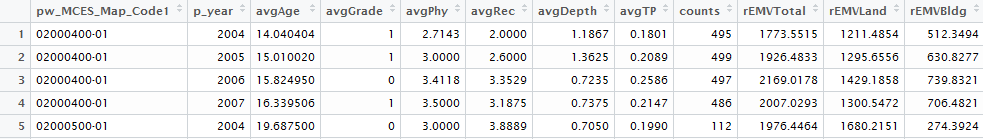 pw_MCES_Map_Code1 p_year avgAge avgGrade avgPhy avgRec avgDepth avgTP counts rEMVTotal rEMVLand rEMVBldg
1 02000400-01 2004 14.040404 1 2.7143 2.0000 1.1867 0.1801 495 1773.5515 1211.4854 512.3494
2 02000400-01 2005 15.010020 1 3.0000 2.6000 1.3625 0.2089 499 1926.4833 1295.6556 630.8277
3 02000400-01 2006 15.824950 0 3.4118 3.3529 0.7235 0.2586 497 2169.0178 1429.1858 739.8321
4 02000400-01 2007 16.339506 1 3.5000 3.1875 0.7375 0.2147 486 2007.0293 1300.5472 706.4821
5 02000500-01 2004 19.687500 0 3.0000 3.8889 0.7050 0.1990 112 1976.4464 1680.2151 274.3924